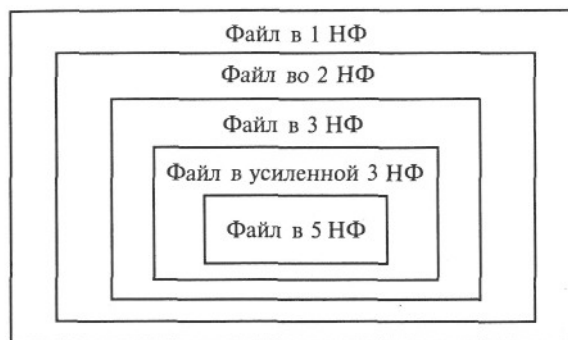 Файл в 1 НФ
Файл во 2 НФ
Файл в 3 НФ
Файл в усиленной 3 НФ
Файл в 5 НФ